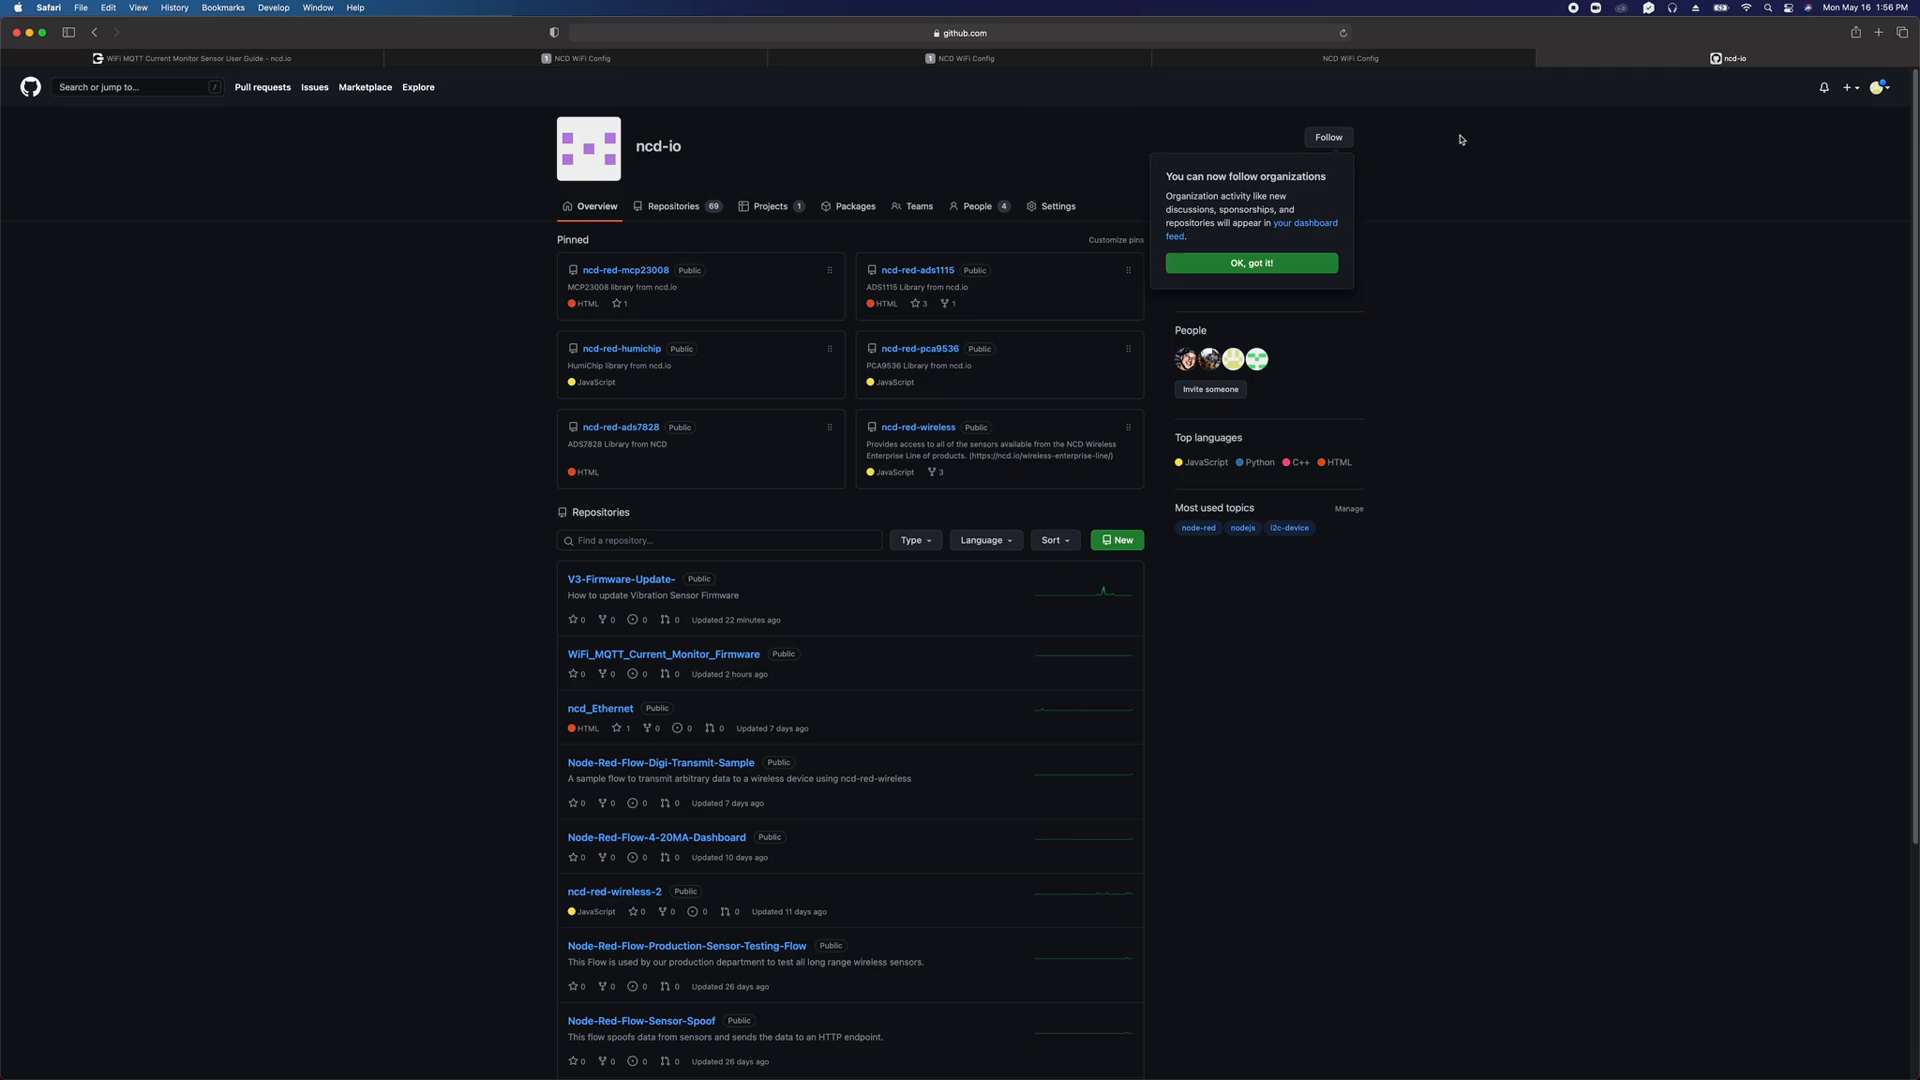 Safari File Edit View History Bookmarks Develop Window Help
Mon May 16 1:56 PM
github.com
WiFi MQTT Current Monitor Sensor User Guide - ncd.io
1 NCD WiFi Config
1 NCD WiFi Config
NCD WiFi Config
ncd-io
Search or jump to... /
Pull requests Issues Marketplace Explore
ncd-io
Follow
You can now follow organizations
Organization activity like new
discussions, sponsorships, and
repositories will appear in your dashboard
feed.
OK, got it!
Overview Repositories 69 Projects 1 Packages Teams People 4 Settings
Pinned
Customize pins
ncd-red-mcp23008 Public
MCP23008 library from ncd.io
HTML 1
ncd-red-ads1115 Public
ADS1115 Library from ncd.io
HTML 3 1
ncd-red-humichip Public
HumiChip library from ncd.io
JavaScript
ncd-red-pca9536 Public
PCA9536 Library from ncd.io
JavaScript
ncd-red-ads7828 Public
ADS7828 Library from NCD
HTML
ncd-red-wireless Public
Provides access to all of the sensors available from the NCD Wireless
Enterprise Line of products. (https://ncd.io/wireless-enterprise-line/)
JavaScript 3
People
Invite someone
Top languages
JavaScript Python C++ HTML
Most used topics
Manage
node-red nodejs i2c-device
Repositories
Find a repository...
Type Language Sort New
V3-Firmware-Update- Public
How to update Vibration Sensor Firmware
0 0 0 0 Updated 22 minutes ago
WiFi_MQTT_Current_Monitor_Firmware Public
0 0 0 0 Updated 2 hours ago
ncd_Ethernet Public
HTML 1 0 0 0 Updated 7 days ago
Node-Red-Flow-Digi-Transmit-Sample Public
A sample flow to transmit arbitrary data to a wireless device using ncd-red-wireless
0 0 0 0 Updated 7 days ago
Node-Red-Flow-4-20MA-Dashboard Public
0 0 0 0 Updated 10 days ago
ncd-red-wireless-2 Public
JavaScript 0 0 0 0 Updated 11 days ago
Node-Red-Flow-Production-Sensor-Testing-Flow Public
This Flow is used by our production department to test all long range wireless sensors.
0 0 0 0 Updated 26 days ago
Node-Red-Flow-Sensor-Spoof Public
This flow spoofs data from sensors and sends the data to an HTTP endpoint.
0 0 0 0 Updated 26 days ago